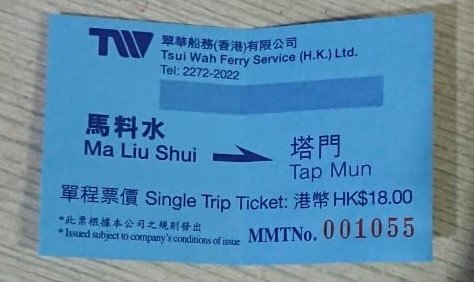 TW
翠華船務(香港)有限公司
Tsui Wah Ferry Service (H.K.) Ltd.
Tel: 2272-2022
馬料水
Ma Liu Shui
塔門
Tap Mun
單程票價 Single Trip Ticket: 港幣 HK$18.00
*此票根據本公司之規則發出
* Issued subject to company's conditions of issue
MMTNo. 001055